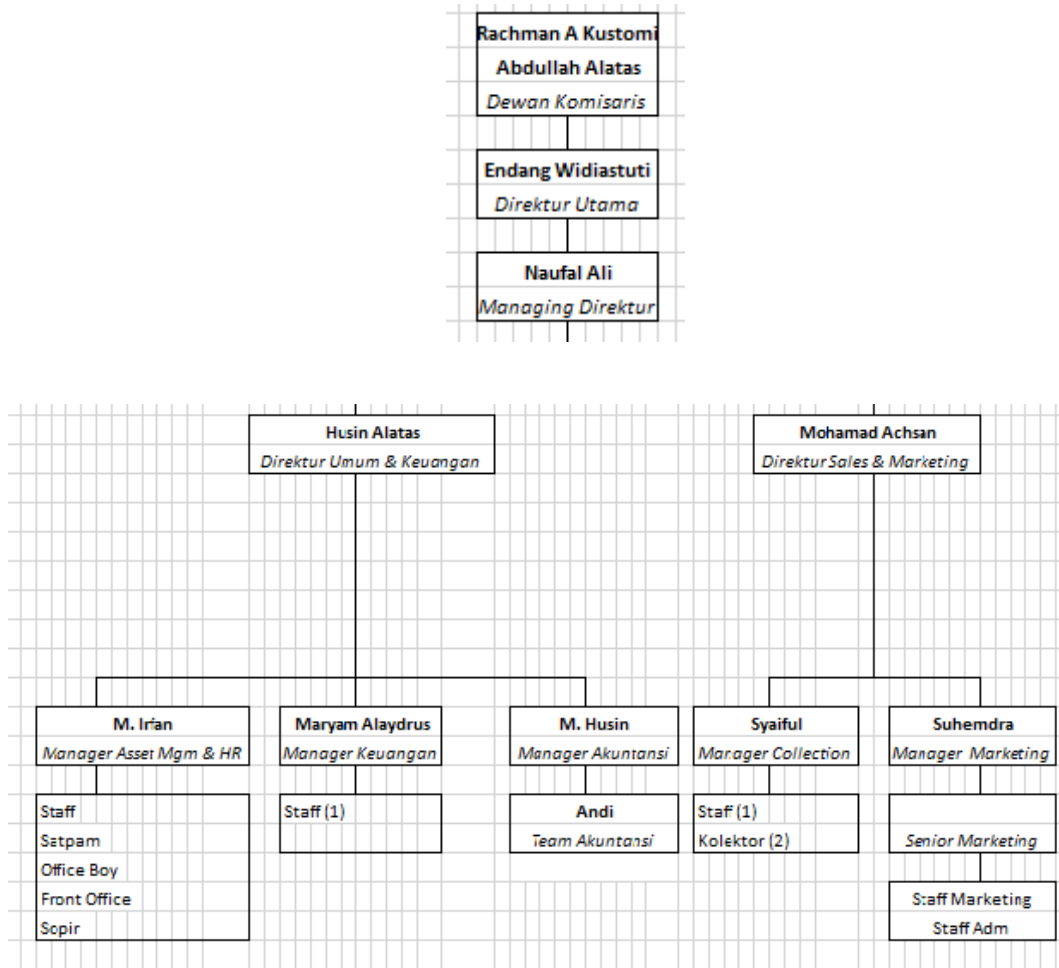 Rachman A Kustomi
Abdullah Alatas
Dewan Komisaris
Endang Widiastuti
Direktur Utama
Naufal Ali
Managing Direktur
Husin Alatas
Direktur Umum & Keuangan
Mohamad Achsan
Direktur Sales & Marketing
M. Irfan
Manager Asset Mgm & HR
Maryam Alaydrus
Manager Keuangan
M. Husin
Manager Akuntansi
Syaiful
Manager Collection
Suhemdra
Manager Marketing
Staff
Satpam
Office Boy
Front Office
Sopir
Staff (1)
Andi
Team Akuntansi
Staff (1)
Kolektor (2)
Senior Marketing
Staff Marketing
Staff Adm